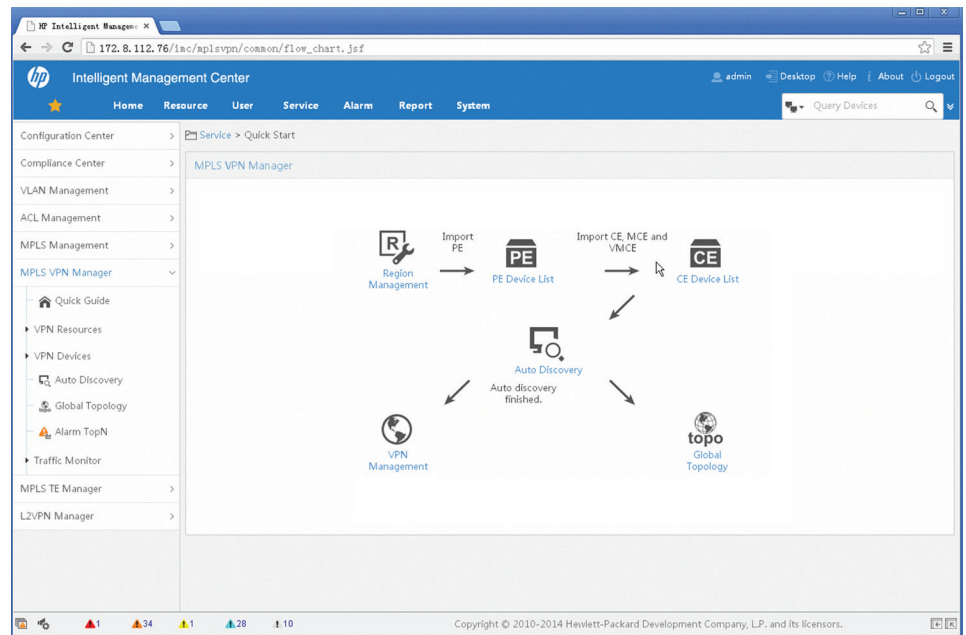 HP Intelligent Manageme
172.8.112.76/imc/mplsvpn/common/flow_chart.jsf
hp
Intelligent Management Center
admin
Desktop
Help
About
Logout
Home
Resource
User
Service
Alarm
Report
System
Query Devices
Configuration Center
Compliance Center
VLAN Management
ACL Management
MPLS Management
MPLS VPN Manager
Quick Guide
VPN Resources
VPN Devices
Auto Discovery
Global Topology
Alarm TopN
Traffic Monitor
MPLS TE Manager
L2VPN Manager
Service > Quick Start
MPLS VPN Manager
R
Region
Management
Import
PE
PE
PE Device List
Import CE, MCE and
VMCE
CE
CE Device List
Auto Discovery
Auto discovery
finished.
VPN
Management
topo
Global
Topology
1
34
1
28
10
Copyright © 2010-2014 Hewlett-Packard Development Company, L.P. and its licensors.